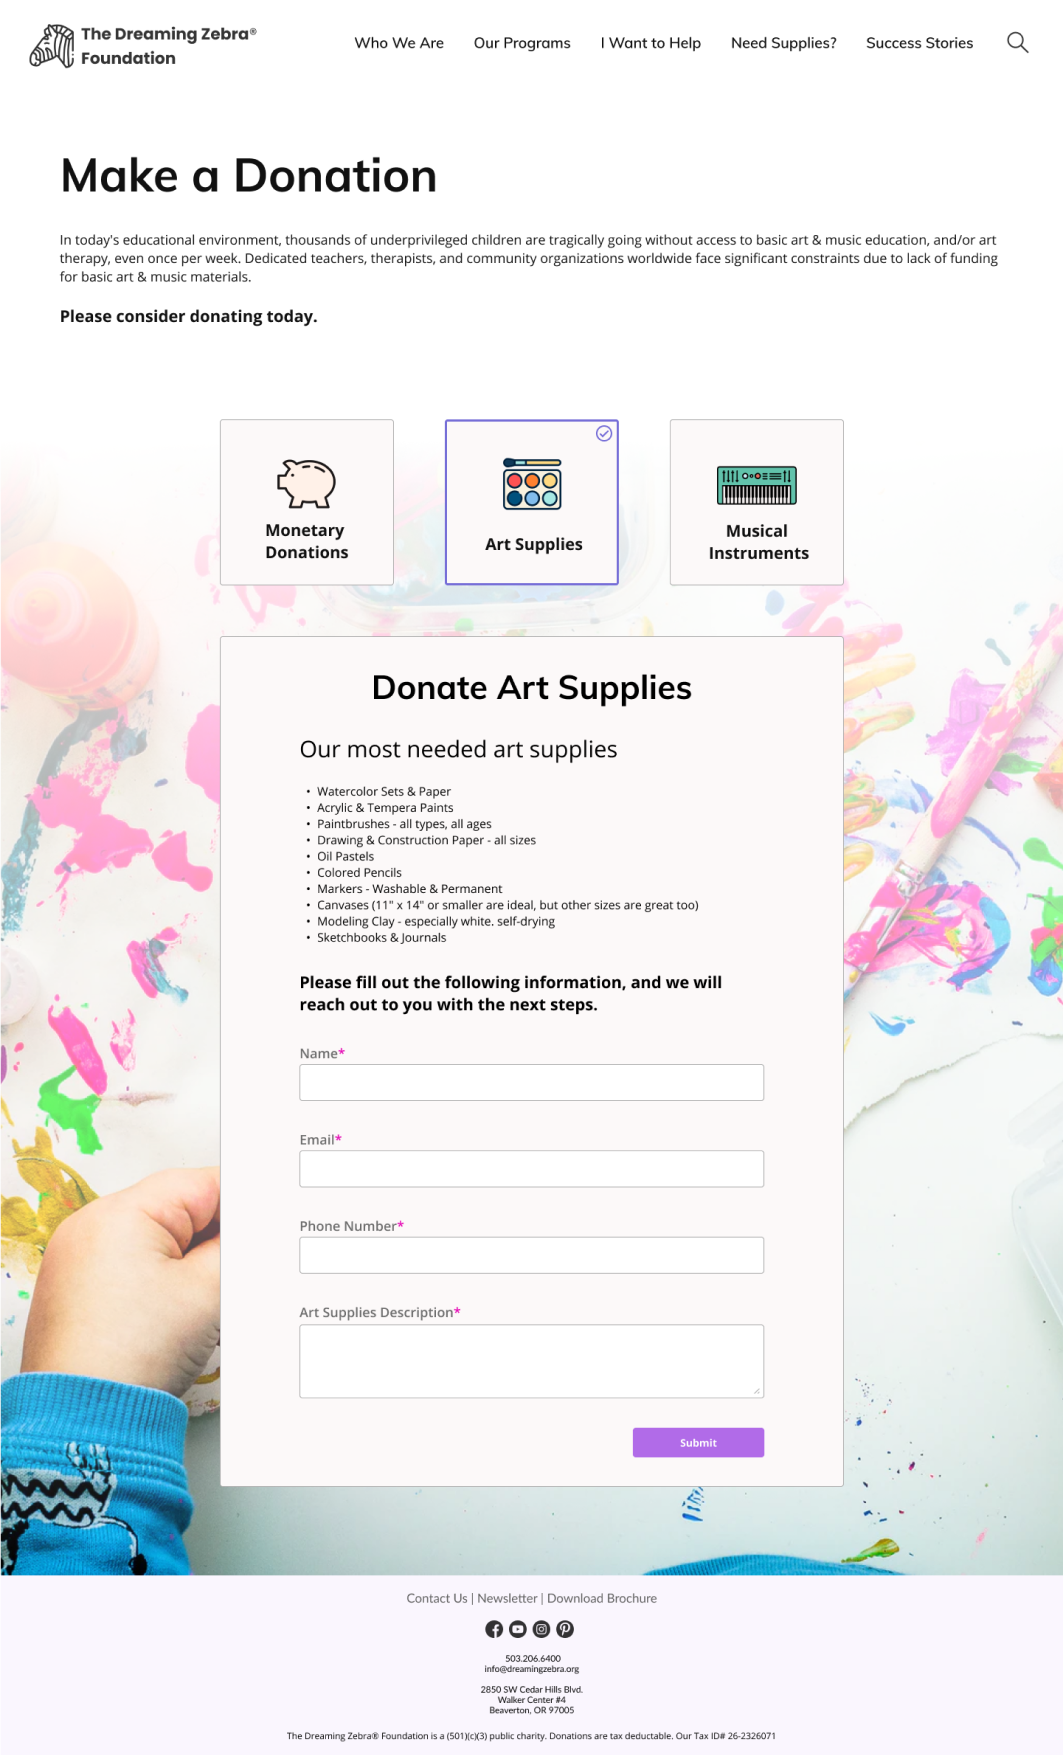 The Dreaming Zebra®
Foundation
Who We Are
Our Programs
I Want to Help
Need Supplies?
Success Stories
Make a Donation
In today's educational environment, thousands of underprivileged children are tragically going without access to basic art & music education, and/or art
therapy, even once per week. Dedicated teachers, therapists, and community organizations worldwide face significant constraints due to lack of funding
for basic art & music materials.
Please consider donating today.
Monetary
Donations
Art Supplies
Musical
Instruments
Donate Art Supplies
Our most needed art supplies
• Watercolor Sets & Paper
• Acrylic & Tempera Paints
• Paintbrushes - all types, all ages
• Drawing & Construction Paper - all sizes
• Oil Pastels
• Colored Pencils
• Markers - Washable & Permanent
• Canvases (11" x 14" or smaller are ideal, but other sizes are great too)
• Modeling Clay - especially white. self-drying
• Sketchbooks & Journals
Please fill out the following information, and we will
reach out to you with the next steps.
Name*
Email*
Phone Number*
Art Supplies Description*
Submit
Contact Us | Newsletter | Download Brochure
503.206.6400
info@dreamingzebra.org
2850 SW Cedar Hills Blvd.
Walker Center #4
Beaverton, OR 97005
The Dreaming Zebra® Foundation is a (501)(c)(3) public charity. Donations are tax deductable. Our Tax ID# 26-2326071